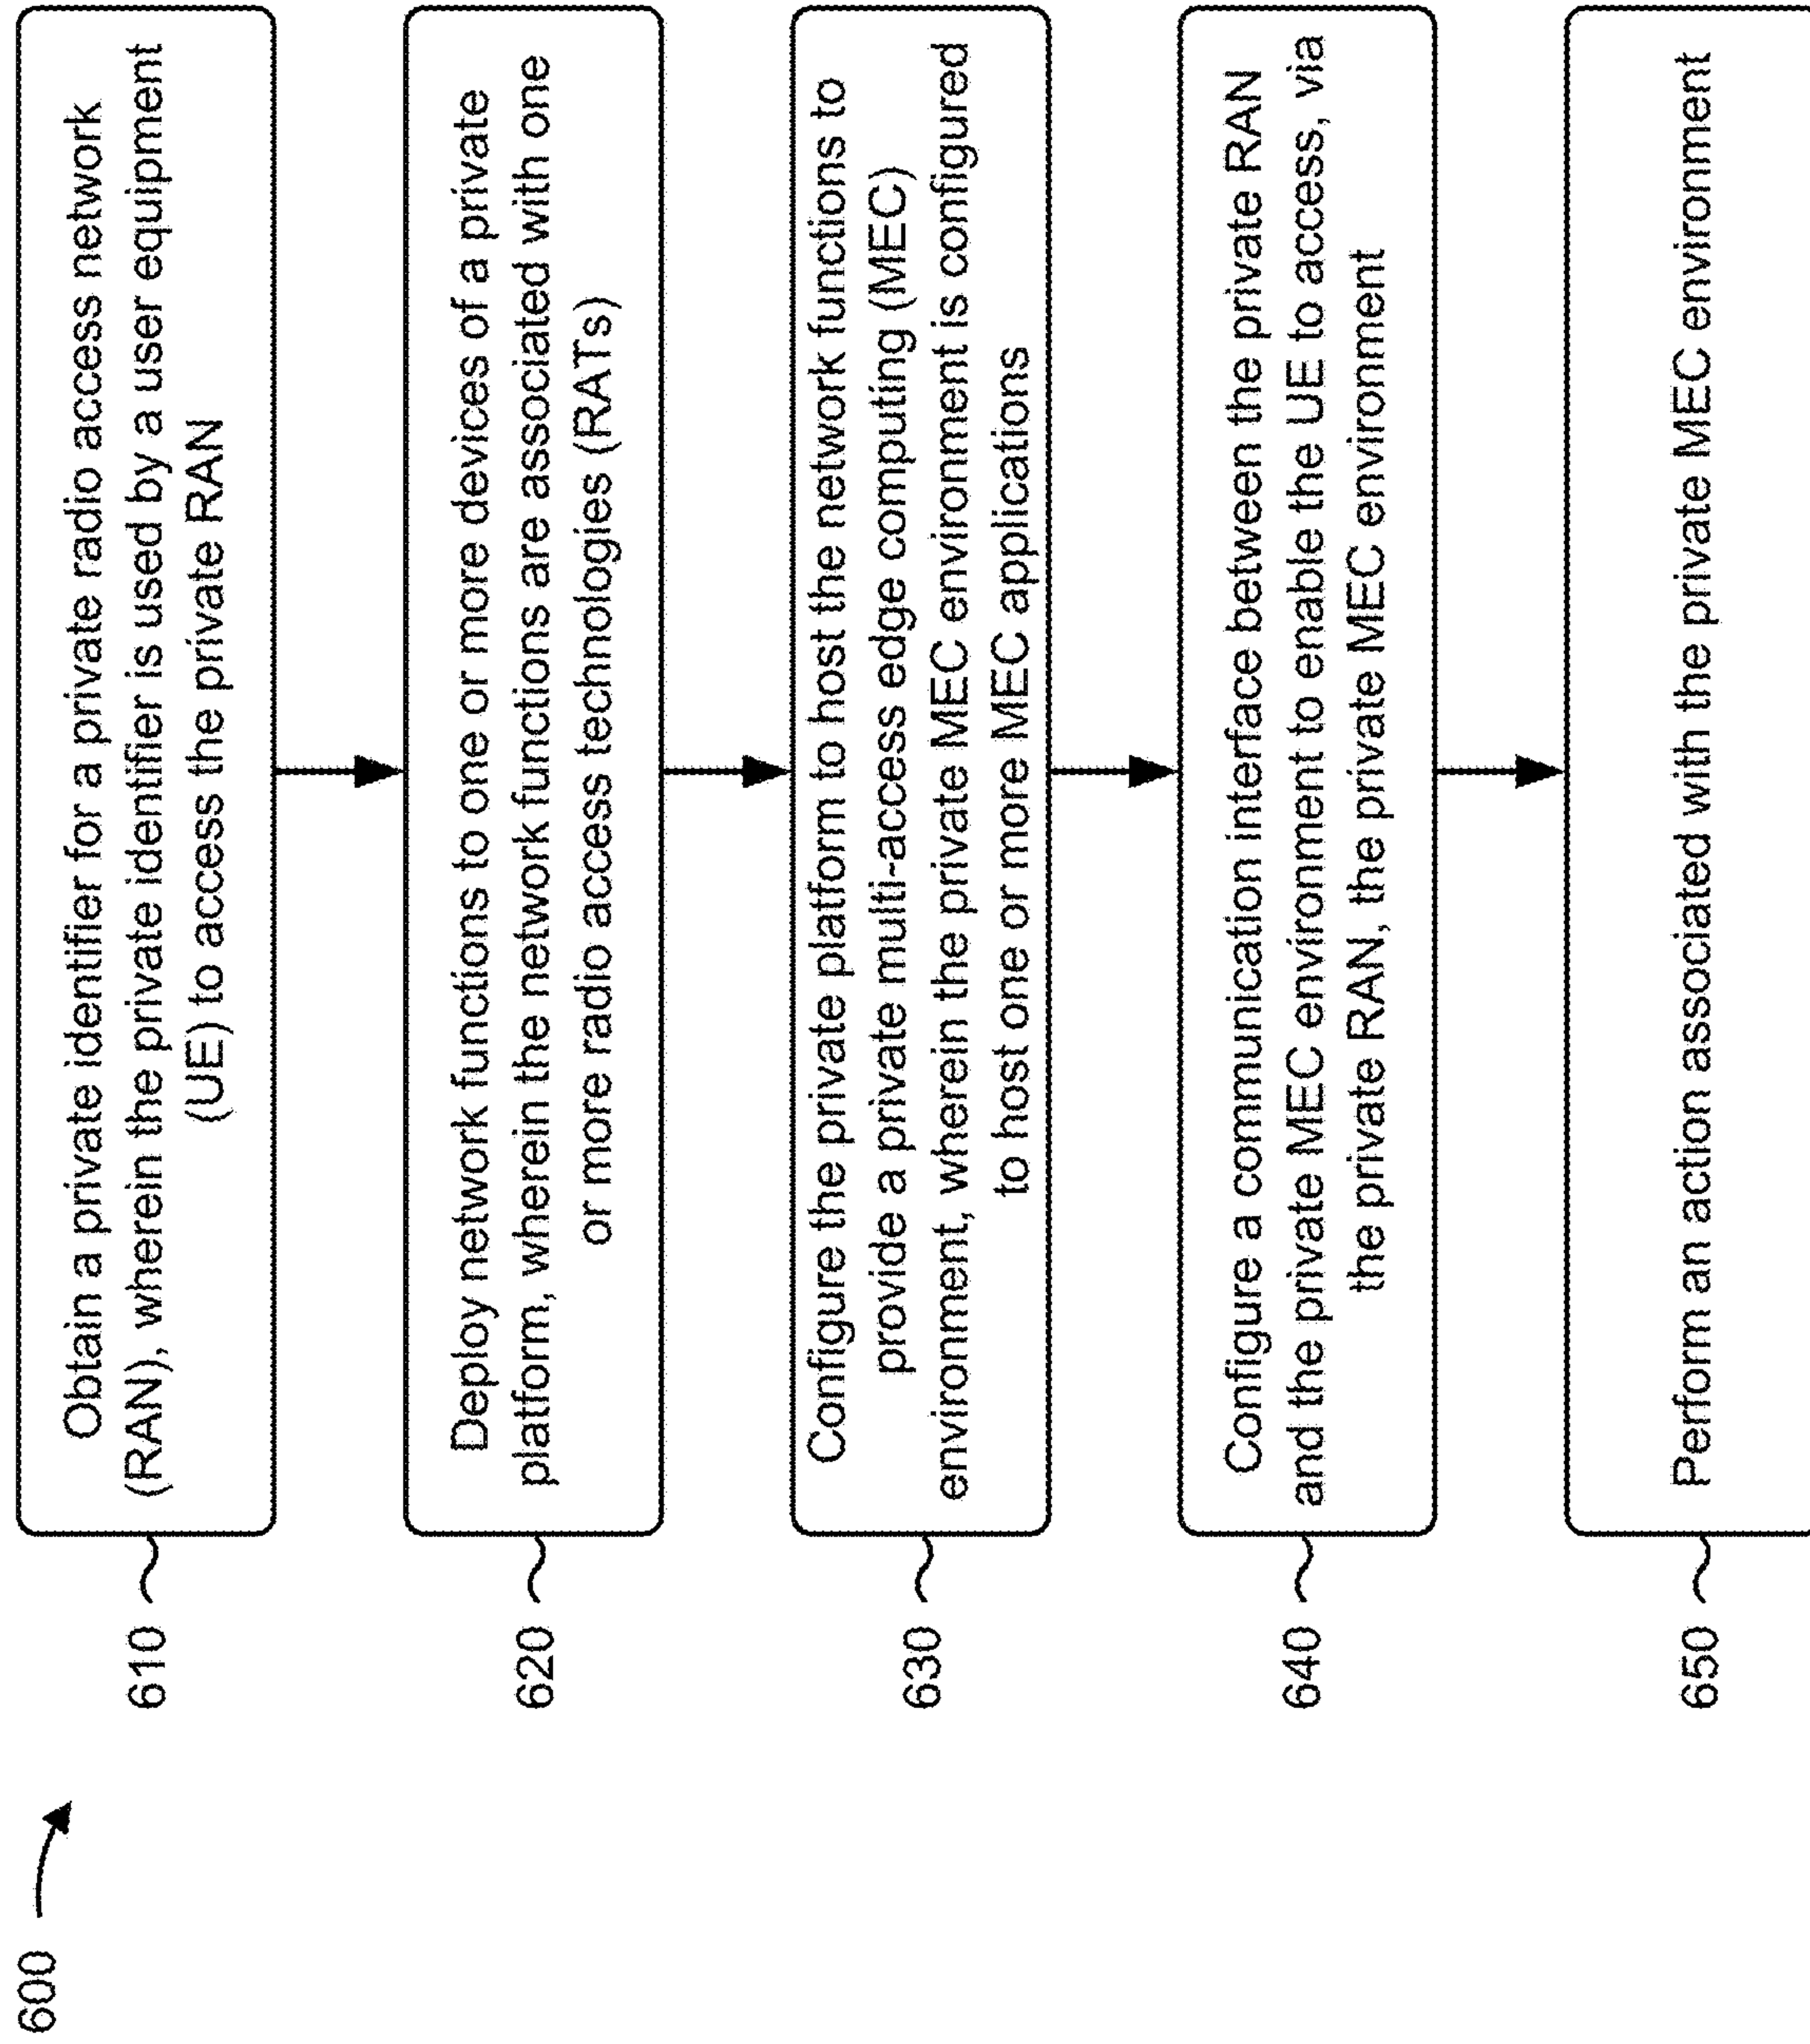 600
610
Obtain a private identifier for a private radio access network
(RAN), wherein the private identifier is used by a user equipment
(UE) to access the private RAN
620
Deploy network functions to one or more devices of a private
platform, wherein the network functions are associated with one
or more radio access technologies (RATs)
630
Configure the private platform to host the network functions to
provide a private multi-access edge computing (MEC)
environment, wherein the private MEC environment is configured
to host one or more MEC applications
640
Configure a communication interface between the private RAN
and the private MEC environment to enable the UE to access, via
the private RAN, the private MEC environment
650
Perform an action associated with the private MEC environment